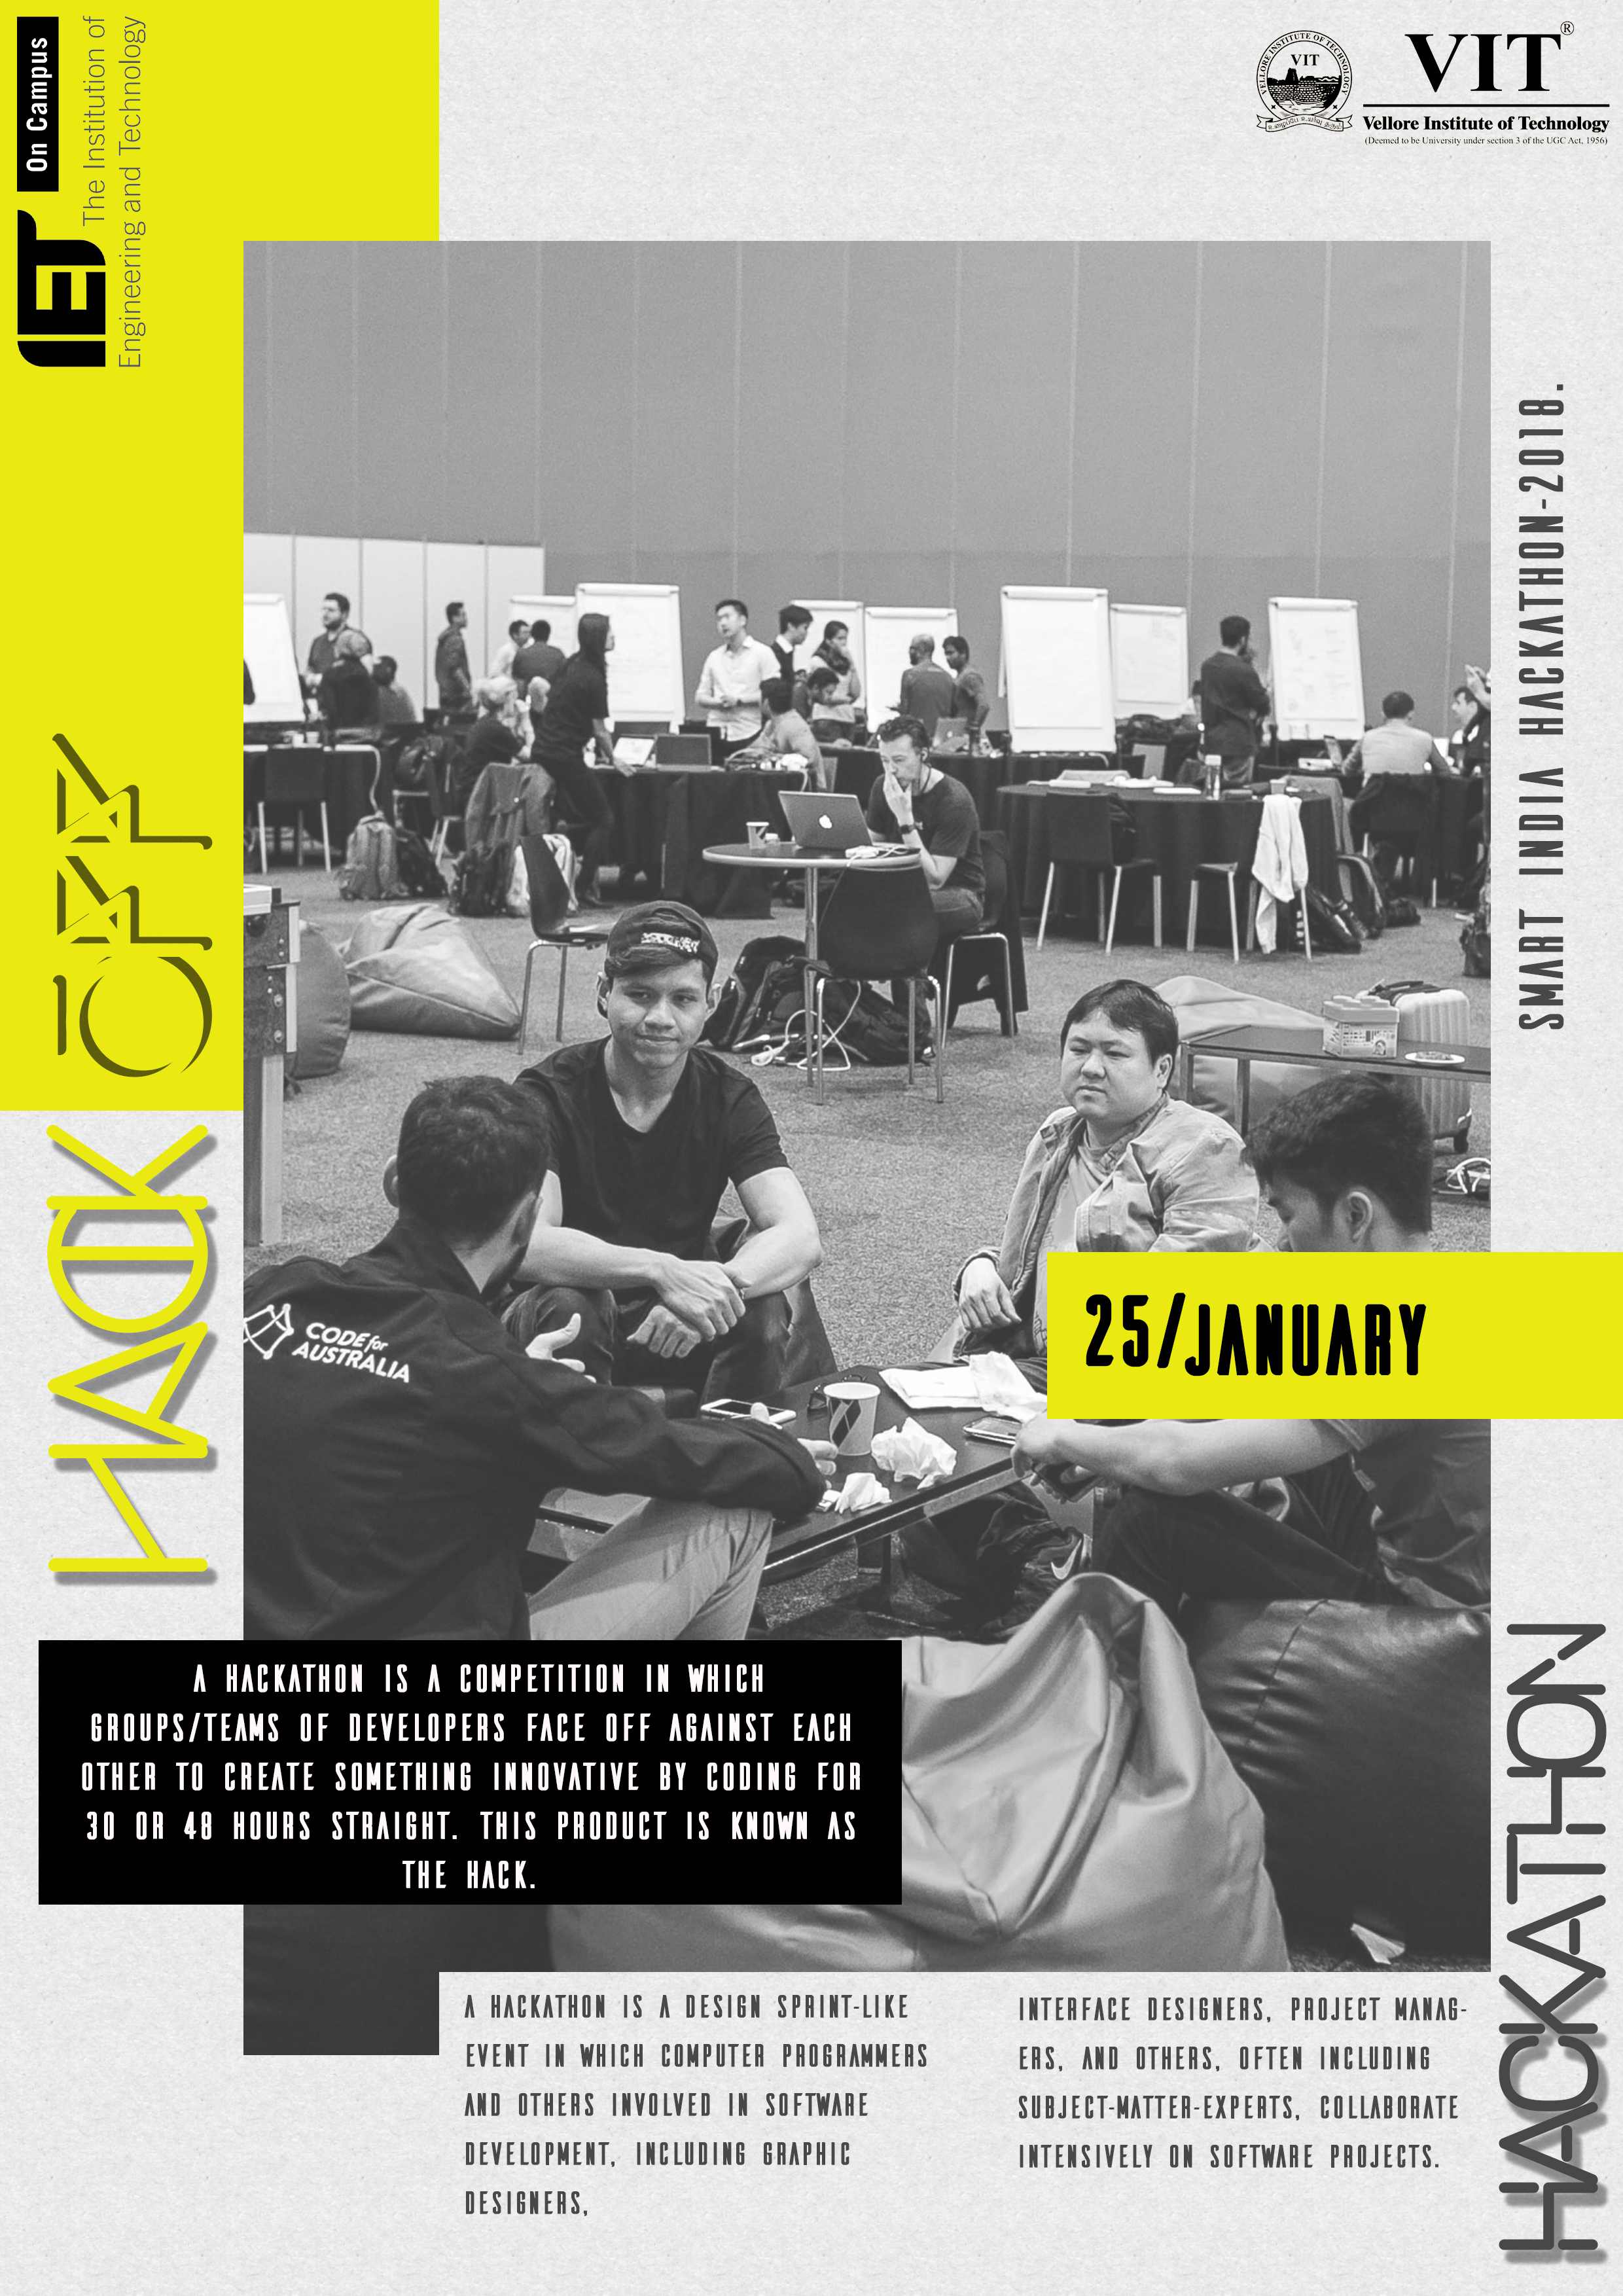 On Campus
IET
The Institution of
Engineering and Technology
VELLORE INSTITUTE OF TECHNOLOGY
VIT
VIT®
Vellore Institute of Technology
(Deemed to be University under section 3 of the UGC Act, 1956)
SMART INDIA HACKATHON-2018.
HACK
OFF
CODE for
AUSTRALIA
25/JANUARY
A HACKATHON IS A COMPETITION IN WHICH
GROUPS/TEAMS OF DEVELOPERS FACE OFF AGAINST EACH
OTHER TO CREATE SOMETHING INNOVATIVE BY CODING FOR
30 OR 48 HOURS STRAIGHT. THIS PRODUCT IS KNOWN AS
THE HACK.
HACKATHON
A HACKATHON IS A DESIGN SPRINT-LIKE
EVENT IN WHICH COMPUTER PROGRAMMERS
AND OTHERS INVOLVED IN SOFTWARE
DEVELOPMENT, INCLUDING GRAPHIC
DESIGNERS,
INTERFACE DESIGNERS, PROJECT MANAG-
ERS, AND OTHERS, OFTEN INCLUDING
SUBJECT-MATTER-EXPERTS, COLLABORATE
INTENSIVELY ON SOFTWARE PROJECTS.